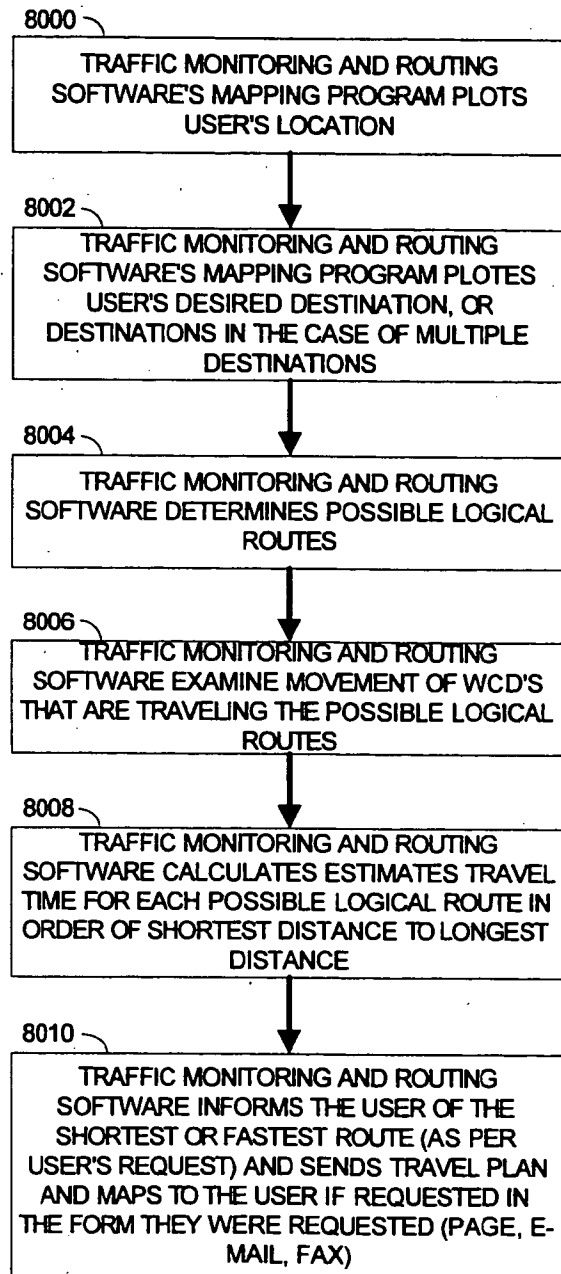 8000
TRAFFIC MONITORING AND ROUTING
SOFTWARE'S MAPPING PROGRAM PLOTS
USER'S LOCATION
8002
TRAFFIC MONITORING AND ROUTING
SOFTWARE'S MAPPING PROGRAM PLOTES
USER'S DESIRED DESTINATION, OR
DESTINATIONS IN THE CASE OF MULTIPLE
DESTINATIONS
8004
TRAFFIC MONITORING AND ROUTING
SOFTWARE DETERMINES POSSIBLE LOGICAL
ROUTES
8006
TRAFFIC MONITORING AND ROUTING
SOFTWARE EXAMINE MOVEMENT OF WCD'S
THAT ARE TRAVELING THE POSSIBLE LOGICAL
ROUTES
8008
TRAFFIC MONITORING AND ROUTING
SOFTWARE CALCULATES ESTIMATES TRAVEL
TIME FOR EACH POSSIBLE LOGICAL ROUTE IN
ORDER OF SHORTEST DISTANCE TO LONGEST
DISTANCE
8010
TRAFFIC MONITORING AND ROUTING
SOFTWARE INFORMS THE USER OF THE
SHORTEST OR FASTEST ROUTE (AS PER
USER'S REQUEST) AND SENDS TRAVEL PLAN
AND MAPS TO THE USER IF REQUESTED IN
THE FORM THEY WERE REQUESTED (PAGE, E-
MAIL, FAX)